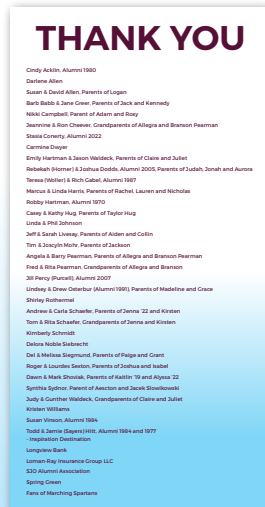 THANK YOU
Cindy Acklin, Alumni 1980
Darlene Allen
Susan & David Allen, Parents of Logan
Barb Babb & Jane Greer, Parents of Jack and Kennedy
Nikki Campbell, Parent of Adam and Roxy
Jeannine & Ron Cheever, Grandparents of Allegra and Branson Pearman
Stasia Conerty, Alumni 2022
Carmine Dwyer
Emily Hartman & Jason Waldeck, Parents of Claire and Juliet
Rebekah (Horner) & Joshua Dodds, Alumni 2005, Parents of Judah, Jonah and Aurora
Teresa (Woller) & Rich Gabel, Alumni 1987
Marcus & Linda Harris, Parents of Rachel, Lauren and Nicholas
Robby Hartman, Alumni 1970
Casey & Kathy Hug, Parents of Taylor Hug
Linda & Phil Johnson
Jeff & Sarah Livesay, Parents of Aiden and Collin
Tim & Joscyln Mohr, Parents of Jackson
Angela & Barry Pearman, Parents of Allegra and Branson Pearman
Fred & Rita Pearman, Grandparents of Allegra and Branson
Jill Percy (Purcell), Alumni 2007
Lindsey & Drew Osterbur (Alumni 1991), Parents of Madeline and Grace
Shirley Rothermel
Andrew & Carla Schaefer, Parents of Jenna '22 and Kirsten
Tom & Rita Schaefer, Grandparents of Jenna and Kirsten
Kimberly Schmidt
Delora Noble Siebrecht
Del & Melissa Siegmund, Parents of Paige and Grant
Roger & Lourdes Sexton, Parents of Joshua and Isabel
Dawn & Mark Shoviak, Parents of Kaitlin '19 and Alyssa '22
Synthia Sydnor, Parent of Aescton and Jacek Slowikowski
Judy & Gunther Waldeck, Grandparents of Claire and Juliet
Kristen Williams
Susan Vinson, Alumni 1984
Todd & Jamie (Sayers) Hitt, Alumni 1984 and 1977
- Inspiration Destination
Longview Bank
Loman-Ray Insurance Group LLC
SJO Alumni Association
Spring Green
Fans of Marching Spartans